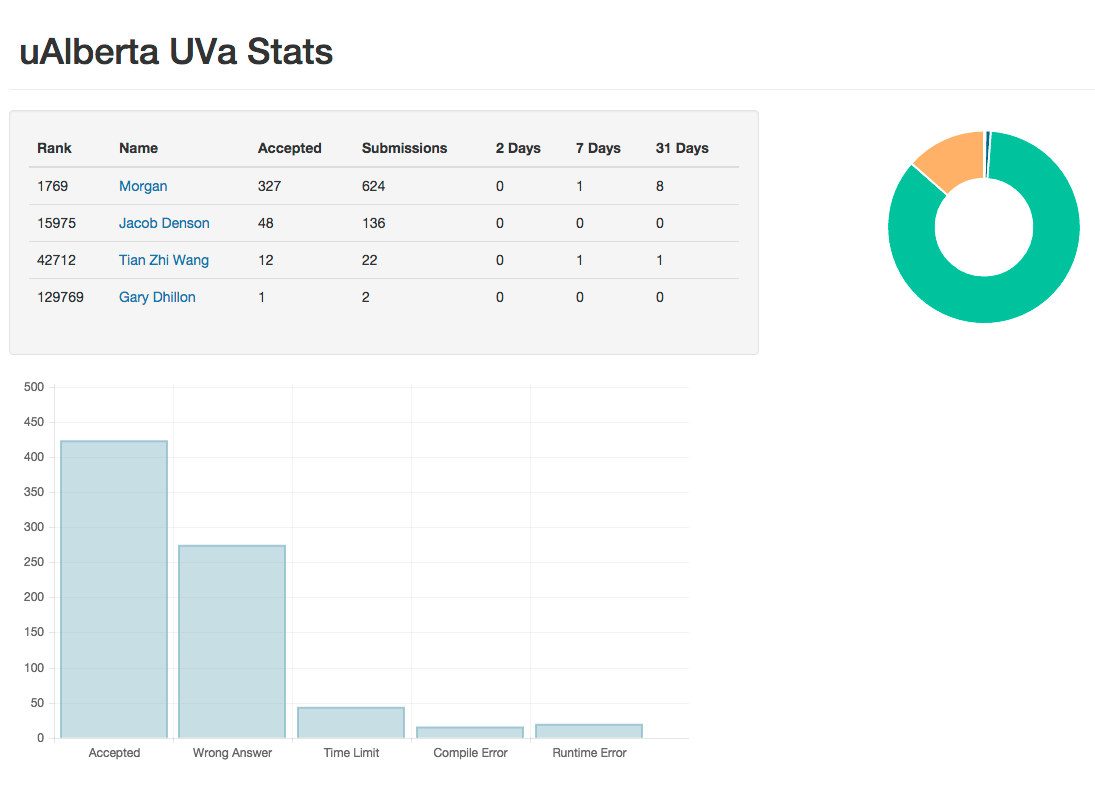 uAlberta UVa Stats
Rank Name Accepted Submissions 2 Days 7 Days 31 Days
1769 Morgan 327 624 0 1 8
15975 Jacob Denson 48 136 0 0 0
42712 Tian Zhi Wang 12 22 0 1 1
129769 Gary Dhillon 1 2 0 0 0
500
450
400
350
300
250
200
150
100
50
0
Accepted Wrong Answer Time Limit Compile Error Runtime Error